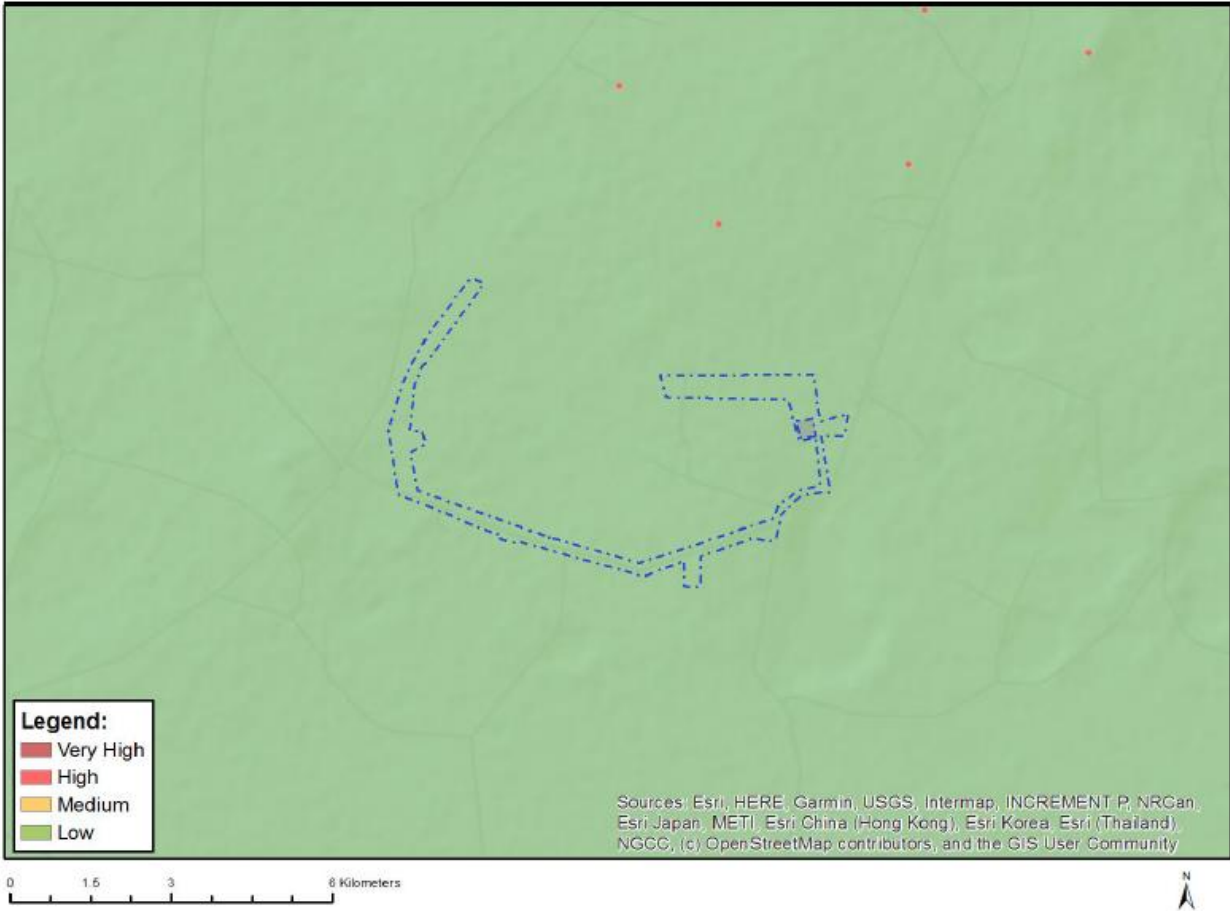 Legend:
Very High
High
Medium
Low
Sources: Esri, HERE, Garmin, USGS, Intermap, INCREMENT P, NRCan,
Esri Japan, METI, Esri China (Hong Kong), Esri Korea, Esri (Thailand),
NGCC, (c) OpenStreetMap contributors, and the GIS User Community
0 1.5 3 6 Kilometers
N